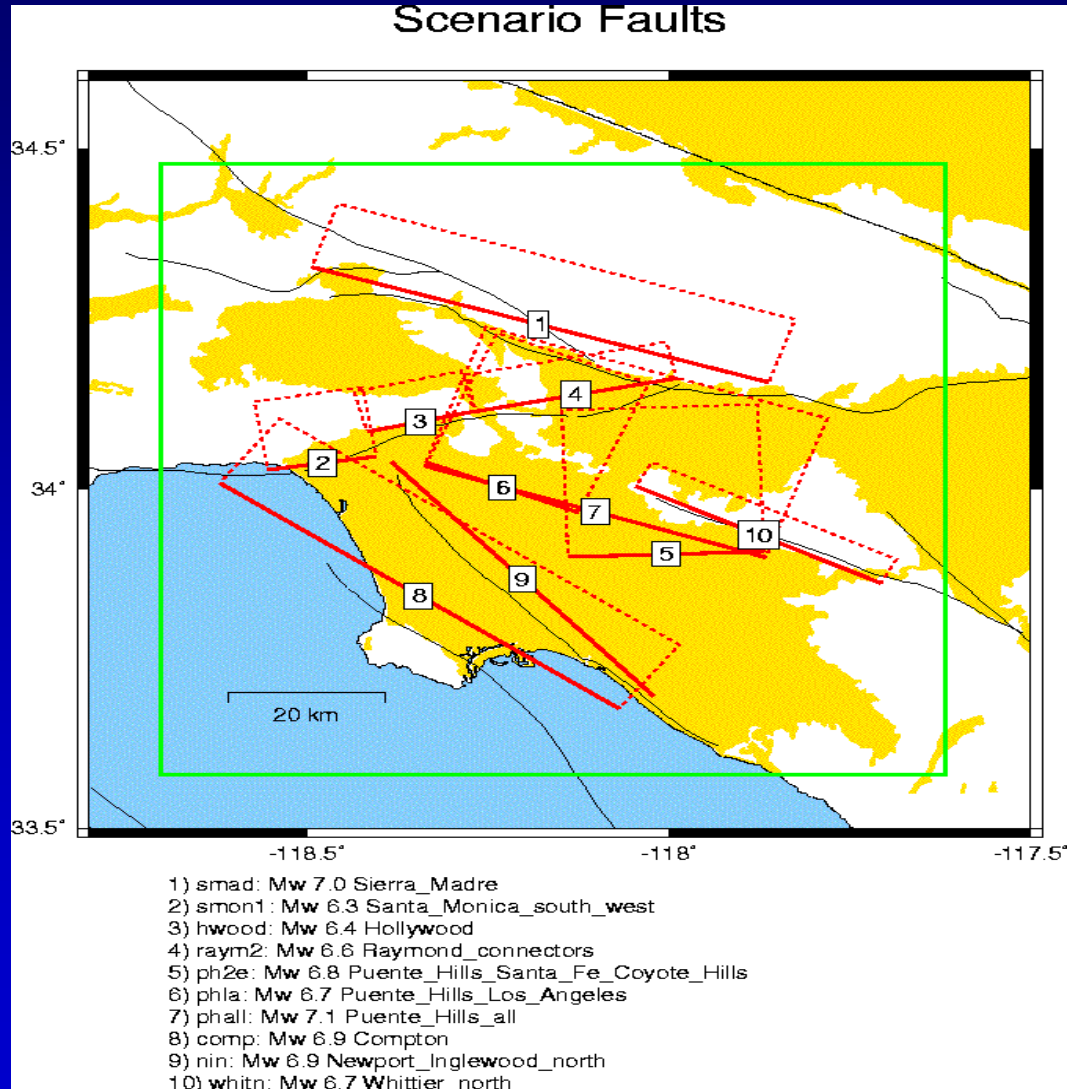 Scenario Faults
34.5°
34°
33.5°
-118.5°
-118°
-117.5°
1
4
3
2
6
7
10
5
9
8
20 km
1) smad: Mw 7.0 Sierra_Madre
2) smon1: Mw 6.3 Santa_Monica_south_west
3) hwood: Mw 6.4 Hollywood
4) raym2: Mw 6.6 Raymond_connectors
5) ph2e: Mw 6.8 Puente_Hills_Santa_Fe_Coyote_Hills
6) phla: Mw 6.7 Puente_Hills_Los_Angeles
7) phall: Mw 7.1 Puente_Hills_all
8) comp: Mw 6.9 Compton
9) nin: Mw 6.9 Newport_Inglewood_north
10) whitn: Mw 6.7 Whittier_north